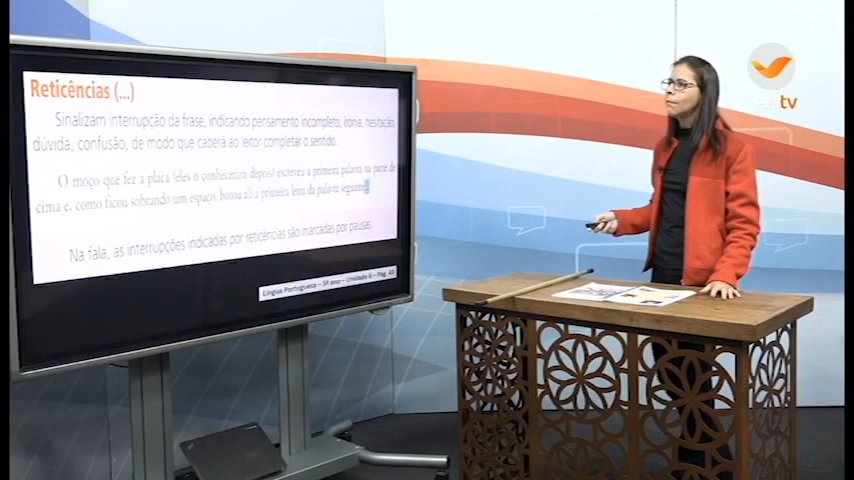 Reticências (...)
Sinalizam interrupção da frase, indicando pensamento incompleto, ironia, hesitação,
dúvida, confusão, de modo que caberá ao leitor completar o sentido.
O moço que fez a placa (eles o conheceram depois) escreveu a primeira palavra na parte de
cima e, como ficou sobrando um espaço, botou ali a primeira letra da palavra seguinte...
Na fala, as interrupções indicadas por reticências são marcadas por pausas.
Língua Portuguesa – 5º ano – Unidade 6 – Pág. 48
tv